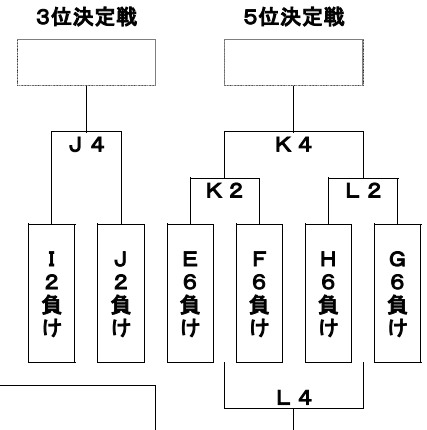 ３位決定戦
５位決定戦
Ｊ４
Ｋ４
Ｋ２
Ｌ２
Ｉ２負け
Ｊ２負け
Ｅ６負け
Ｆ６負け
Ｈ６負け
Ｇ６負け
Ｌ４